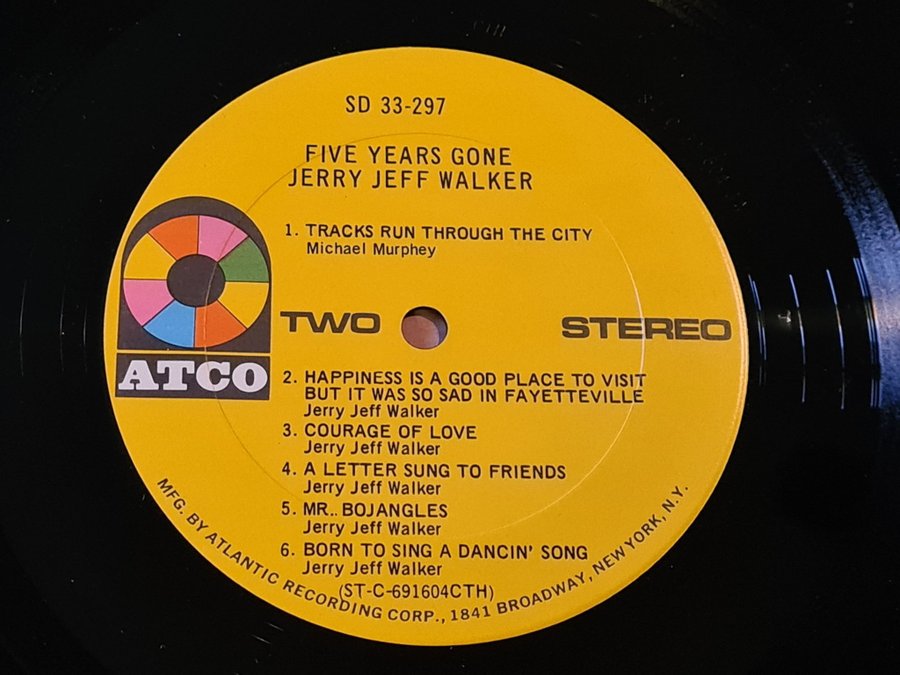 SD 33-297
FIVE YEARS GONE
JERRY JEFF WALKER
1. TRACKS RUN THROUGH THE CITY
Michael Murphey
TWO
STEREO
ATCO
2. HAPPINESS IS A GOOD PLACE TO VISIT
BUT IT WAS SO SAD IN FAYETTEVILLE
Jerry Jeff Walker
3. COURAGE OF LOVE
Jerry Jeff Walker
4. A LETTER SUNG TO FRIENDS
Jerry Jeff Walker
5. MR.. BOJANGLES
Jerry Jeff Walker
6. BORN TO SING A DANCIN' SONG
Jerry Jeff Walker
(ST-C-691604CTH)
MFG. BY ATLANTIC RECORDING CORP., 1841 BROADWAY, NEW YORK, N.Y.